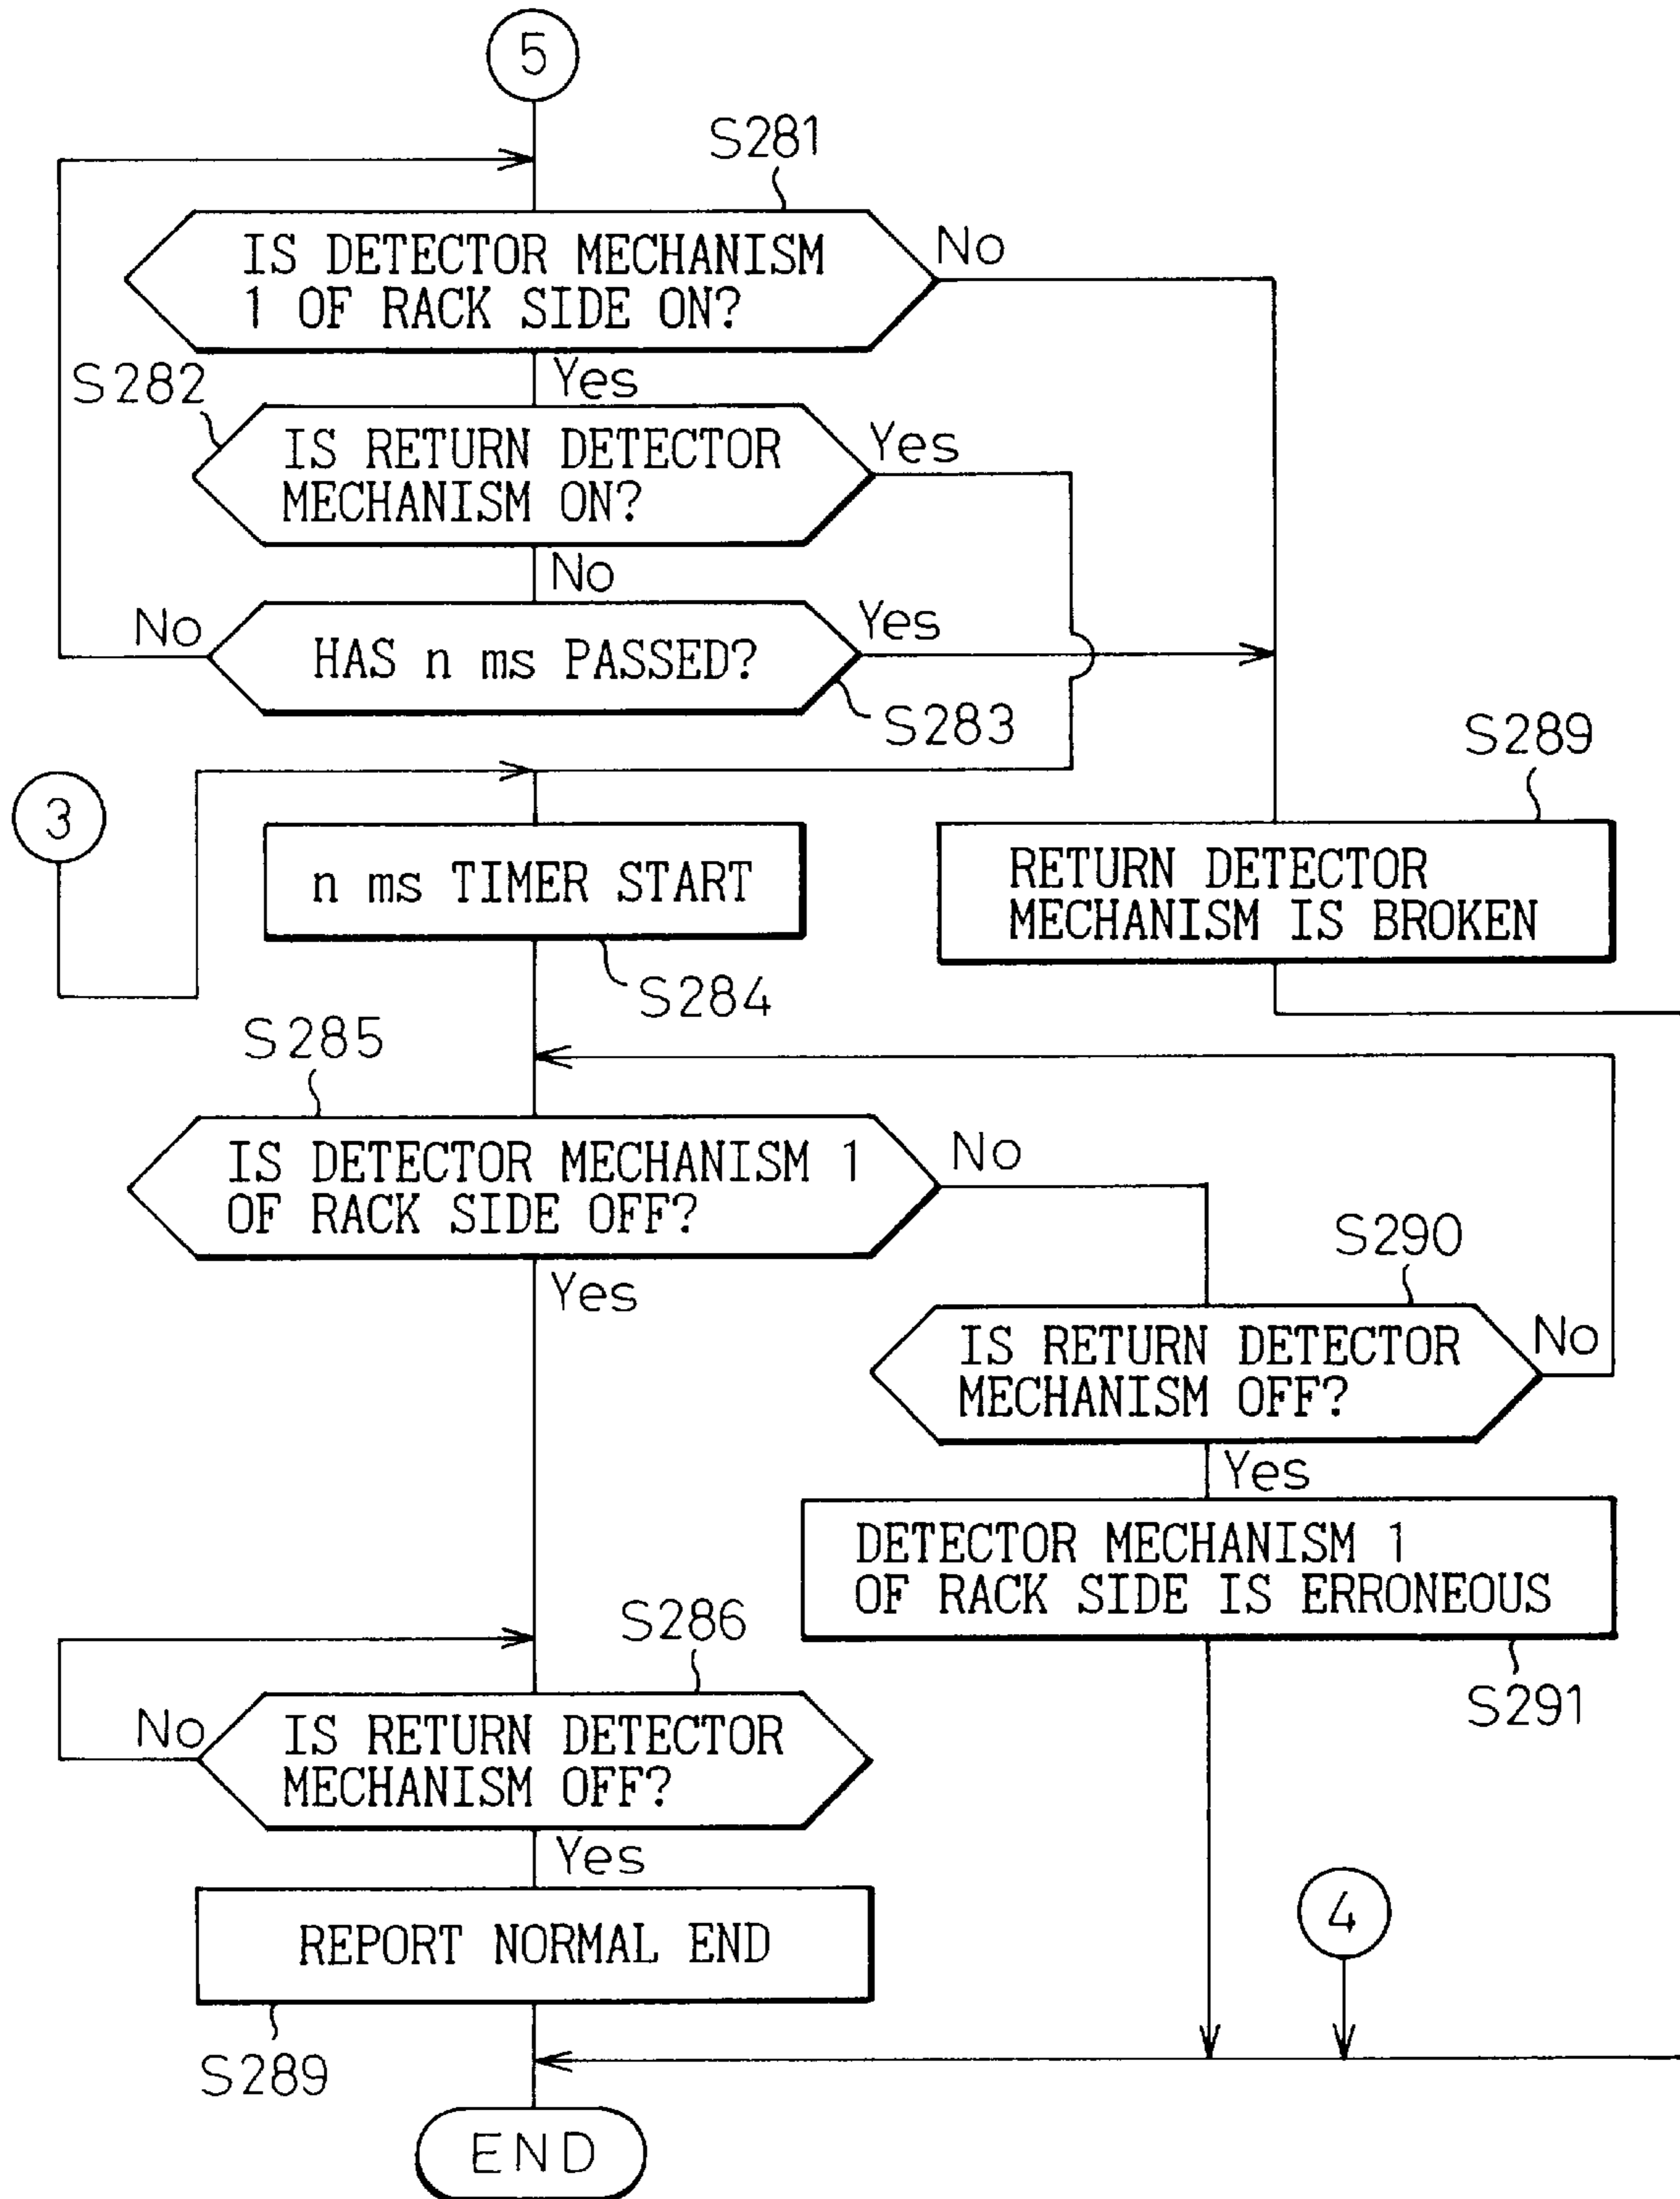 5
S281
IS DETECTOR MECHANISM
1 OF RACK SIDE ON?
No
Yes
S282
IS RETURN DETECTOR
MECHANISM ON?
Yes
No
No
HAS n ms PASSED?
Yes
S283
3
n ms TIMER START
S284
S289
RETURN DETECTOR
MECHANISM IS BROKEN
S285
IS DETECTOR MECHANISM 1
OF RACK SIDE OFF?
No
Yes
S290
IS RETURN DETECTOR
MECHANISM OFF?
No
Yes
DETECTOR MECHANISM 1
OF RACK SIDE IS ERRONEOUS
S291
S286
No
IS RETURN DETECTOR
MECHANISM OFF?
Yes
REPORT NORMAL END
S289
4
END